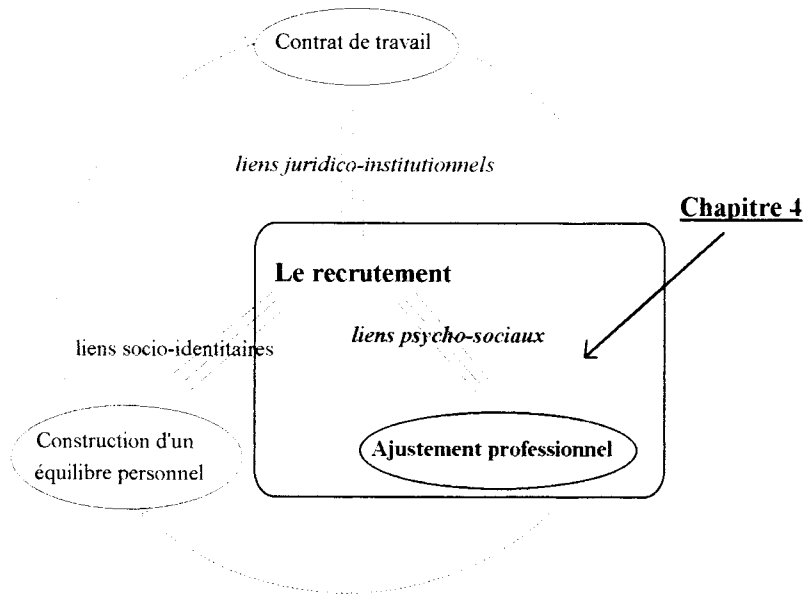 Contrat de travail
liens juridico-institutionnels
Chapitre 4
Le recrutement
liens psycho-sociaux
liens socio-identitaires
Construction d'un
équilibre personnel
Ajustement professionnel